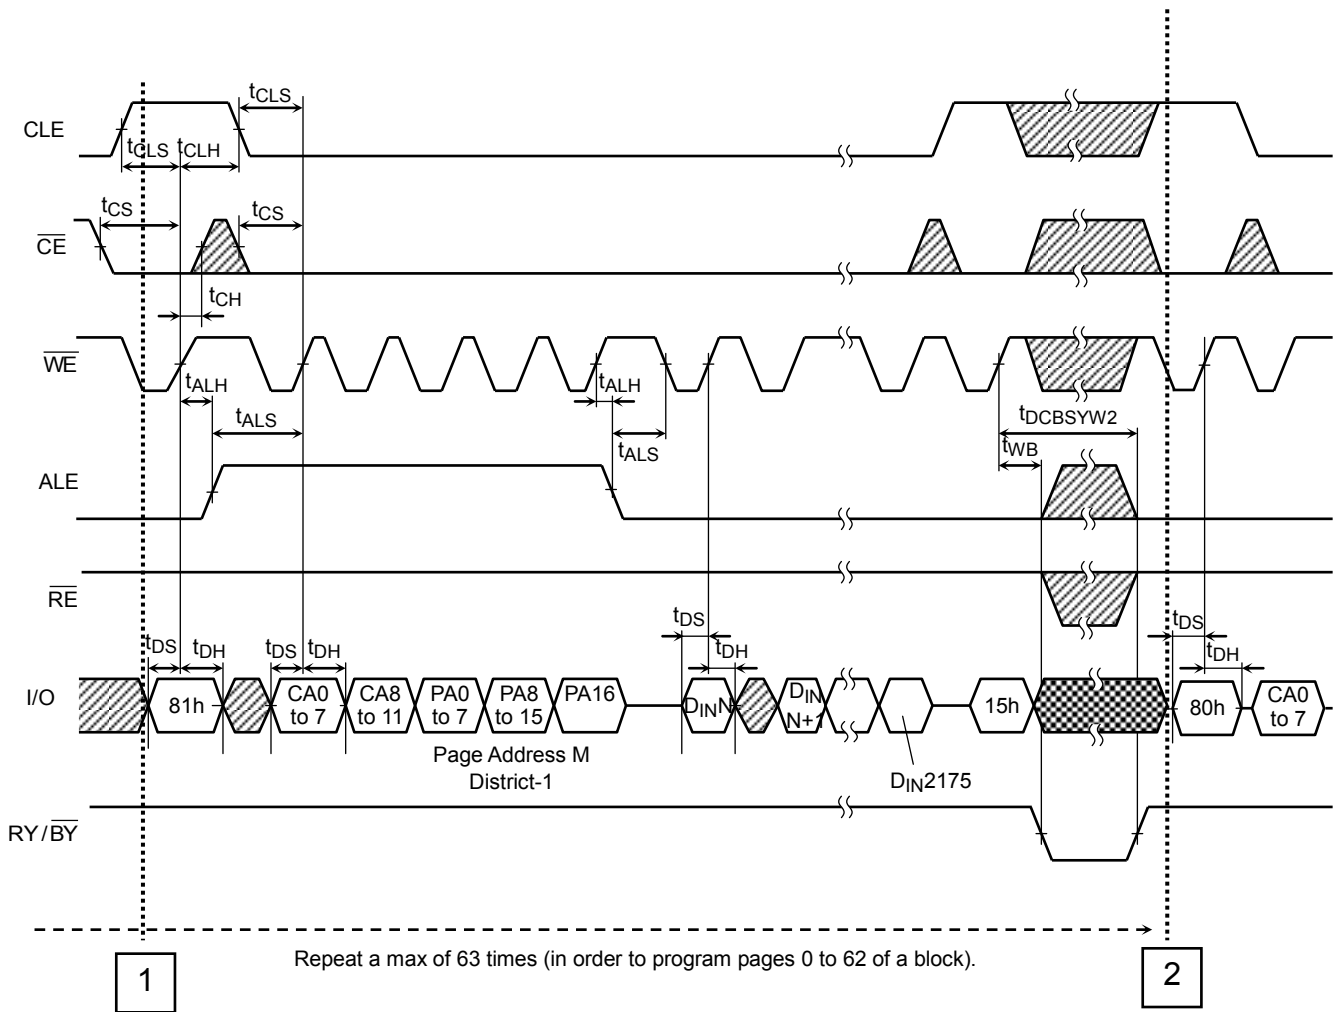 tCLS
CLE
tCLS tCLH
tCS tCS
CE
tCH
WE
tALH tALH
tALS tDCBSYW2
tALS tWB
ALE
RE
tDS tDH tDS tDH tDS tDH tDS tDH
I/O
81h
CA0
to 7
CA8
to 11
PA0
to 7
PA8
to 15
PA16
DINN
DIN
N+1
15h
80h
CA0
to 7
Page Address M
District-1
DIN2175
RY/BY
Repeat a max of 63 times (in order to program pages 0 to 62 of a block).
1
2